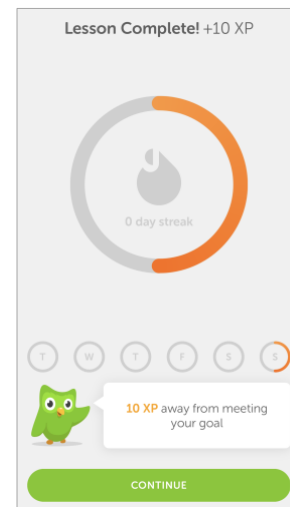 Lesson Complete! +10 XP
0 day streak
T W T F S S
10 XP away from meeting
your goal
CONTINUE